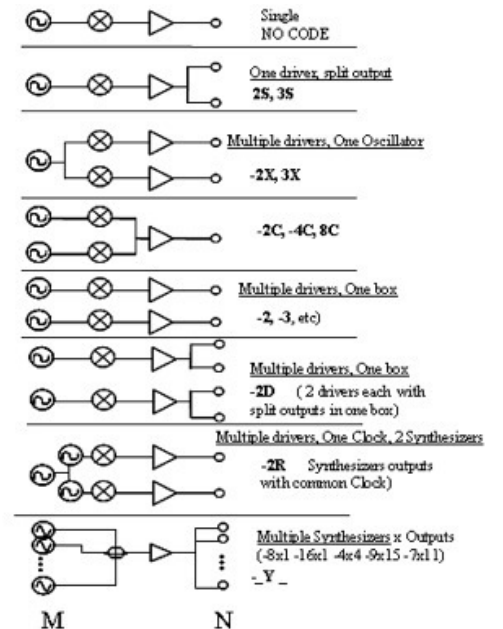 Single
NO CODE
One driver, split output
2S, 3S
Multiple drivers, One Oscillator
-2X, 3X
-2C, -4C, 8C
Multiple drivers, One box
-2, -3, etc)
Multiple drivers, One box
-2D ( 2 drivers each with
split outputs in one box)
Multiple drivers, One Clock, 2 Synthesizers
-2R Synthesizers outputs
with common Clock)
Multiple Synthesizers x Outputs
(-8x1 -16x1 -4x4 -9x15 -7x11)
-_Y_
M N